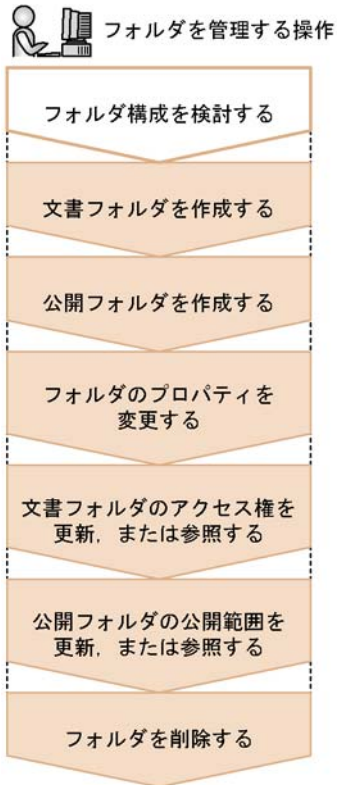 フォルダを管理する操作
フォルダ構成を検討する
文書フォルダを作成する
公開フォルダを作成する
フォルダのプロパティを
変更する
文書フォルダのアクセス権を
更新，または参照する
公開フォルダの公開範囲を
更新，または参照する
フォルダを削除する